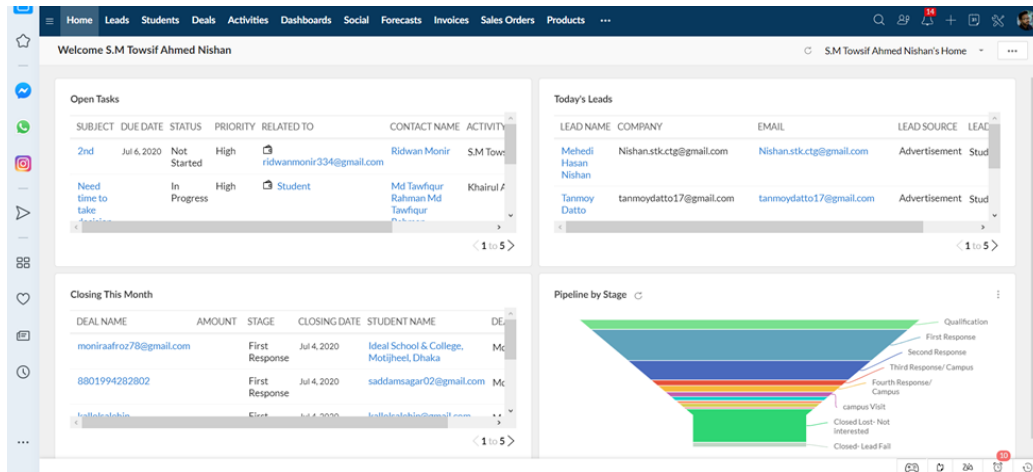 Home Leads Students Deals Activities Dashboards Social Forecasts Invoices Sales Orders Products ...
14
Welcome S.M Towsif Ahmed Nishan
S.M Towsif Ahmed Nishan's Home
Open Tasks
SUBJECT DUE DATE STATUS PRIORITY RELATED TO CONTACT NAME ACTIVITY
2nd Jul 6, 2020 Not Started High ridwanmonir334@gmail.com Ridwan Monir S.M Tows
Need time to take In Progress High Student Md Tawfiqur Rahman Md Tawfiqur Khairul A
1 to 5
Today's Leads
LEAD NAME COMPANY EMAIL LEAD SOURCE LEAD
Mehedi Hasan Nishan Nishan.stk.ctg@gmail.com Nishan.stk.ctg@gmail.com Advertisement Stud
Tanmoy Datto tanmoydatto17@gmail.com tanmoydatto17@gmail.com Advertisement Stud
1 to 5
Closing This Month
DEAL NAME AMOUNT STAGE CLOSING DATE STUDENT NAME DEA
moniraafroz78@gmail.com First Response Jul 4, 2020 Ideal School & College, Motijheel, Dhaka Mo
8801994282802 First Response Jul 4, 2020 saddamsagar02@gmail.com Mo
1 to 5
Pipeline by Stage
Qualification
First Response
Second Response
Third Response/ Campus
Fourth Response/
Campus
campus Visit
Closed Lost- Not
interested
Closed- Lead Fail
10